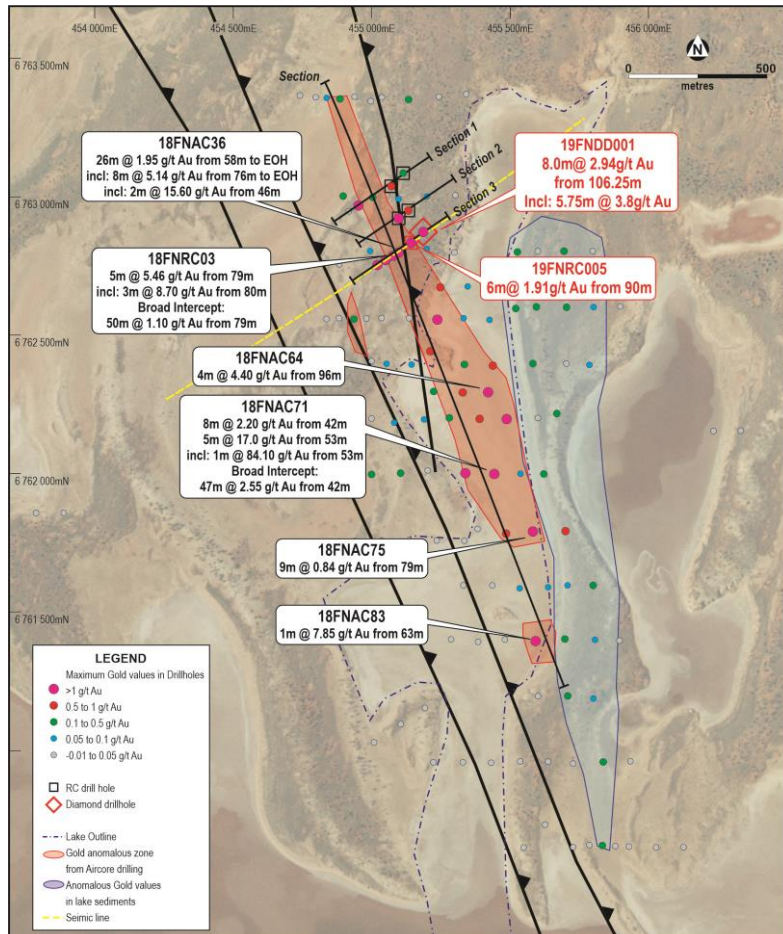 454 000mE
454 500mE
455 000mE
455 500mE
456 000mE
6 763 500mN
6 763 000mN
6 762 500mN
6 762 000mN
6 761 500mN
N
0 500
metres
Section
Section 1
Section 2
Section 3
18FNAC36
26m @ 1.95 g/t Au from 58m to EOH
incl: 8m @ 5.14 g/t Au from 76m to EOH
incl: 2m @ 15.60 g/t Au from 46m
19FNDD001
8.0m@ 2.94g/t Au
from 106.25m
Incl: 5.75m @ 3.8g/t Au
18FNRC03
5m @ 5.46 g/t Au from 79m
incl: 3m @ 8.70 g/t Au from 80m
Broad Intercept:
50m @ 1.10 g/t Au from 79m
19FNRC005
6m@ 1.91g/t Au from 90m
18FNAC64
4m @ 4.40 g/t Au from 96m
18FNAC71
8m @ 2.20 g/t Au from 42m
5m @ 17.0 g/t Au from 53m
incl: 1m @ 84.10 g/t Au from 53m
Broad Intercept:
47m @ 2.55 g/t Au from 42m
18FNAC75
9m @ 0.84 g/t Au from 79m
18FNAC83
1m @ 7.85 g/t Au from 63m
LEGEND
Maximum Gold values in Drillholes
>1 g/t Au
0.5 to 1 g/t Au
0.1 to 0.5 g/t Au
0.05 to 0.1 g/t Au
-0.01 to 0.05 g/t Au
RC drill hole
Diamond drillhole
Lake Outline
Gold anomalous zone
from Aircore drilling
Anomalous Gold values
in lake sediments
Seimic line